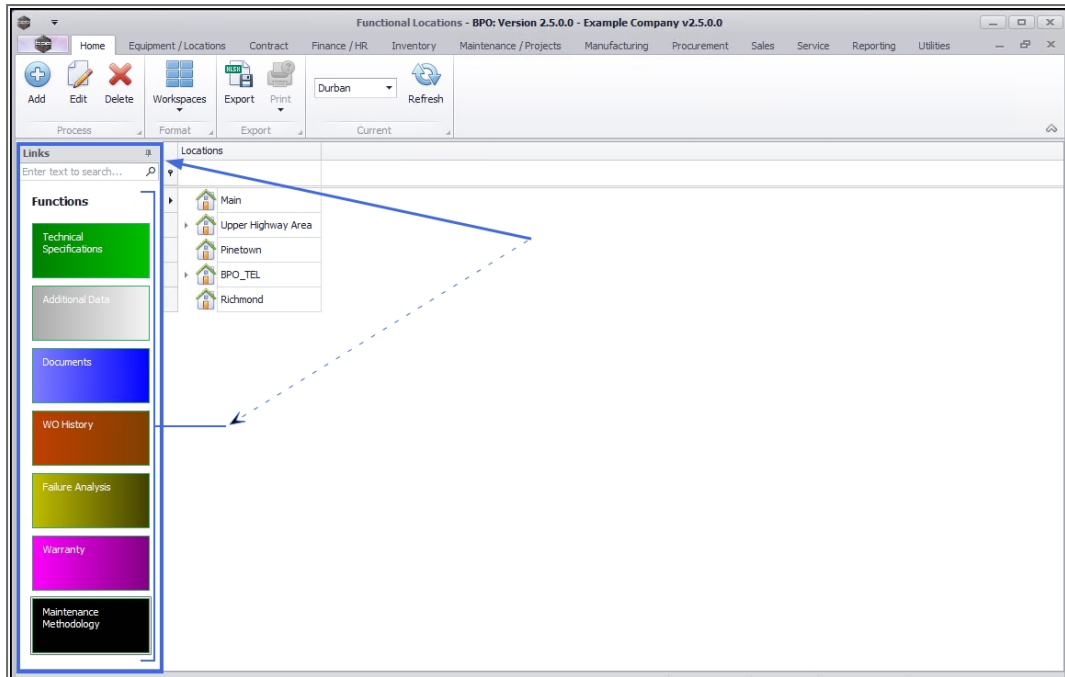 Functional Locations - BPO: Version 2.5.0.0 - Example Company v2.5.0.0
Home Equipment / Locations Contract Finance / HR Inventory Maintenance / Projects Manufacturing Procurement Sales Service Reporting Utilities
Add Edit Delete Workspaces Export Print Durban Refresh
Process Format Export Current
Links
Enter text to search...
Functions
Technical
Specifications
Additional Data
Documents
WO History
Failure Analysis
Warranty
Maintenance
Methodology
Locations
Main
Upper Highway Area
Pinetown
BPO_TEL
Richmond